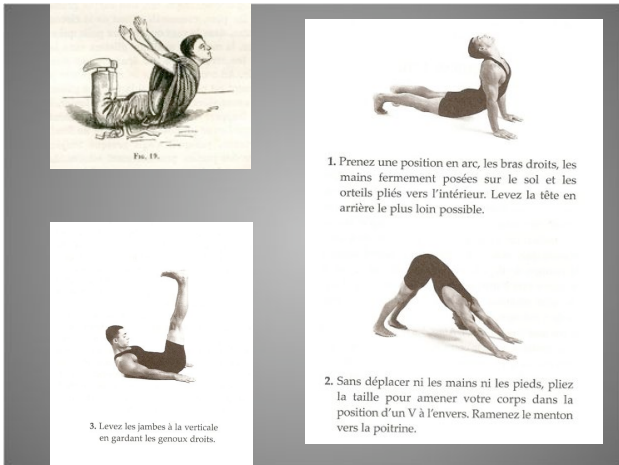 Fig. 19.
1. Prenez une position en arc, les bras droits, les
mains fermement posées sur le sol et les
orteils pliés vers l'intérieur. Levez la tête en
arrière le plus loin possible.
2. Sans déplacer ni les mains ni les pieds, pliez
la taille pour amener votre corps dans la
position d'un V à l'envers. Ramenez le menton
vers la poitrine.
3. Levez les jambes à la verticale
en gardant les genoux droits.